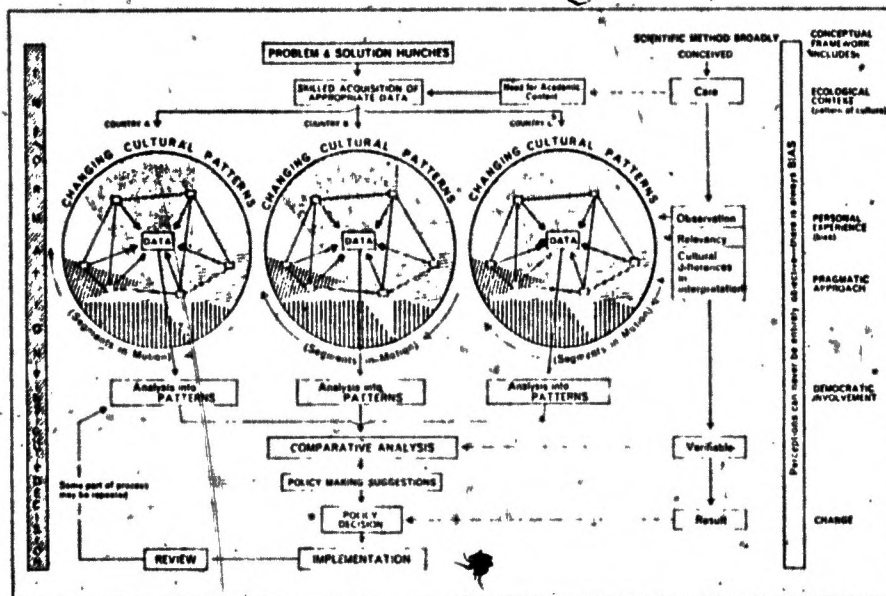 PROBLEM & SOLUTION HUNCHES
SCIENTIFIC METHOD BROADLY
CONCEIVED
CONCEPTUAL
FRAMEWORK
INCLUDES:
SKILLED ACQUISITION OF
APPROPRIATE DATA
Need for Academic
Content
Care
ECOLOGICAL
CONTEXT
(pattern of culture)
COUNTRY A
COUNTRY B
COUNTRY C
CHANGING CULTURAL PATTERNS
CHANGING CULTURAL PATTERNS
CHANGING CULTURAL PATTERNS
DATA
DATA
DATA
(Segments in Motion)
(Segments in Motion)
(Segments in Motion)
Observation
Relevancy
Cultural
differences
in
interpretation
PERSONAL
EXPERIENCE
(bias)
PRAGMATIC
APPROACH
Perceptions can never be entirely objective—there is always BIAS
Analysis into
PATTERNS
Analysis into
PATTERNS
Analysis into
PATTERNS
DEMOCRATIC
INVOLVEMENT
COMPARATIVE ANALYSIS
Verifiable
Some part of process
may be repeated
POLICY MAKING SUGGESTIONS
POLICY
DECISION
Result
CHANGE
REVIEW
IMPLEMENTATION